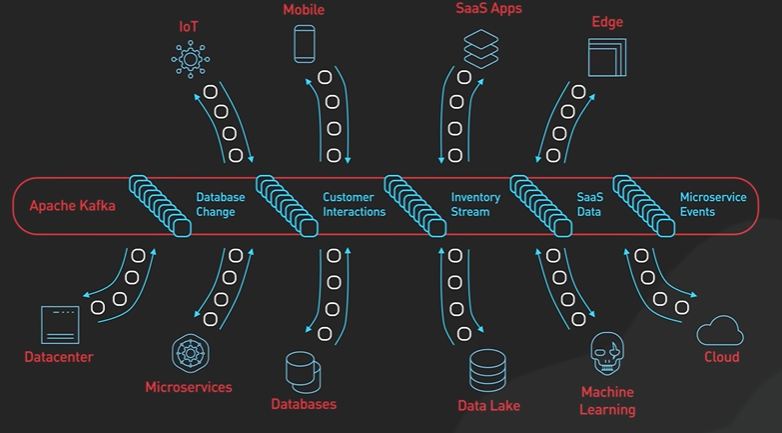 IoT
Mobile
SaaS Apps
Edge
Apache Kafka
Database
Change
Customer
Interactions
Inventory
Stream
SaaS
Data
Microservice
Events
Datacenter
Microservices
Databases
Data Lake
Machine
Learning
Cloud